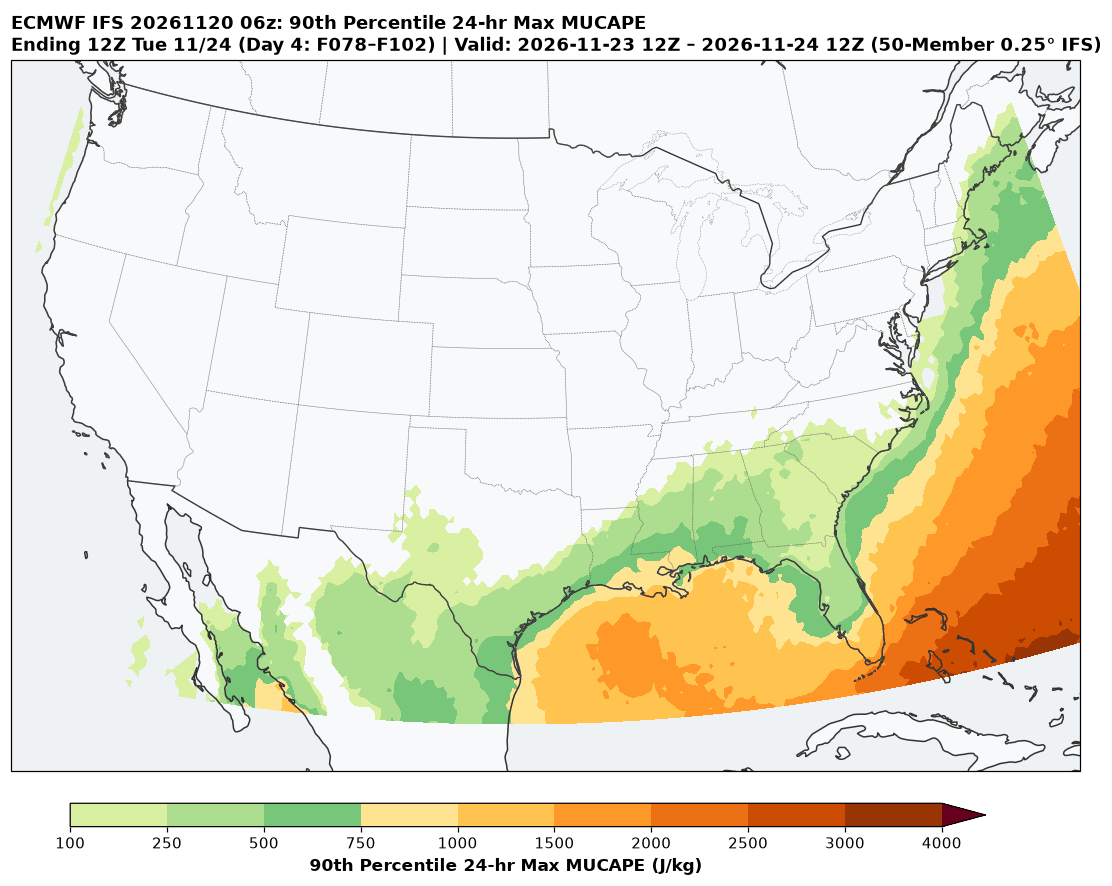 ECMWF IFS 20261120 06z: 90th Percentile 24-hr Max MUCAPE
Ending 12Z Tue 11/24 (Day 4: F078–F102) | Valid: 2026-11-23 12Z – 2026-11-24 12Z (50-Member 0.25° IFS)
100 250 500 750 1000 1500 2000 2500 3000 4000
90th Percentile 24-hr Max MUCAPE (J/kg)